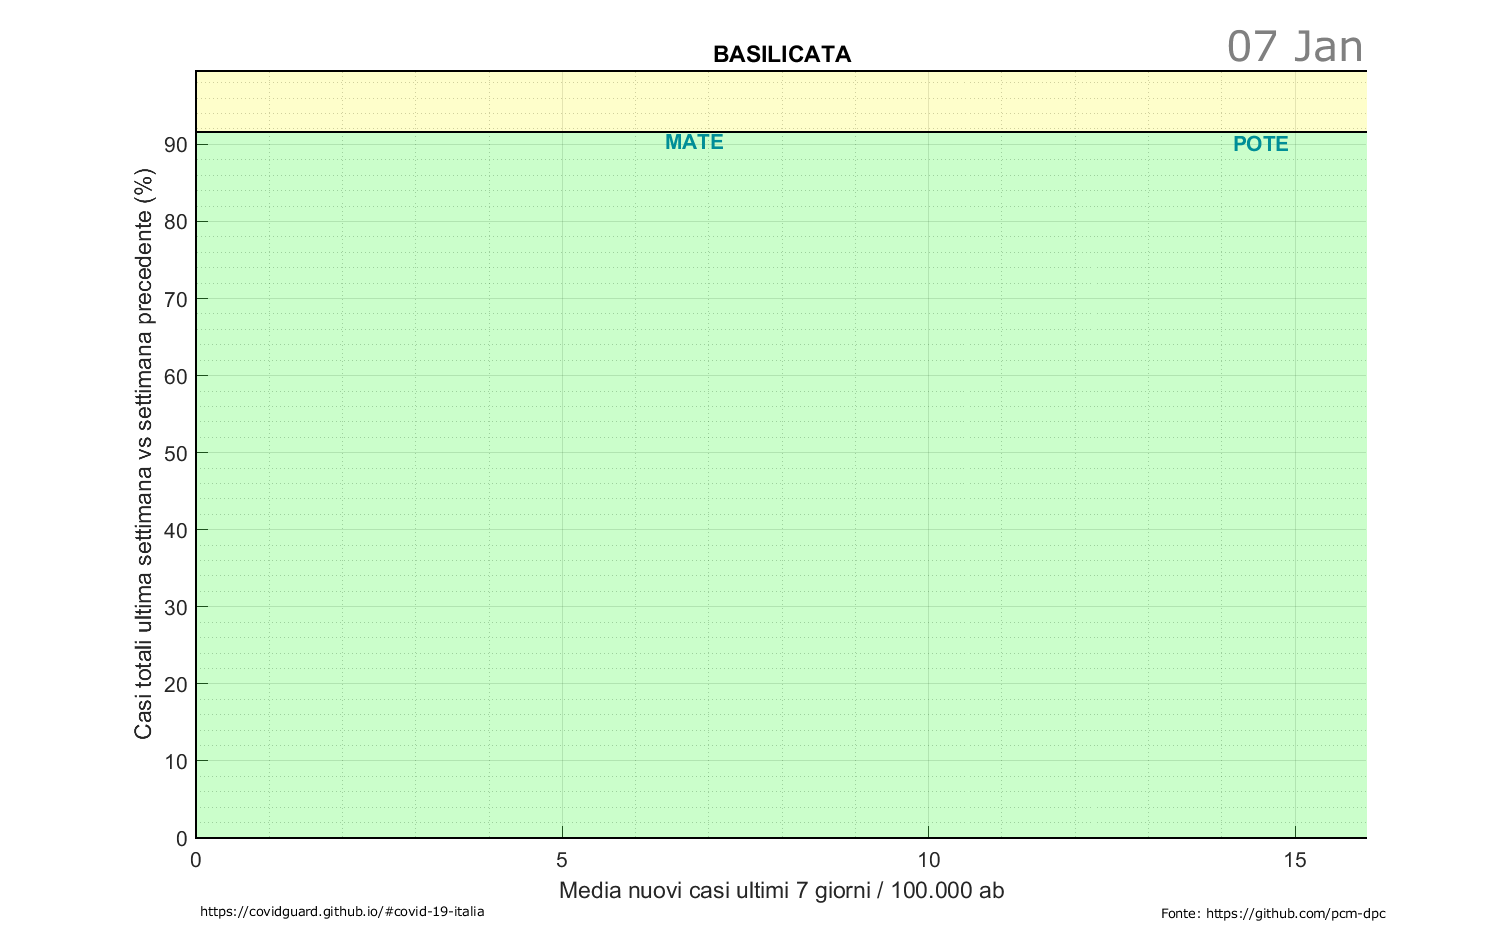 07 Jan
BASILICATA
MATE
POTE
90
80
70
60
50
40
30
20
10
0
Casi totali ultima settimana vs settimana precedente (%)
0
5
10
15
Media nuovi casi ultimi 7 giorni / 100.000 ab
https://covidguard.github.io/#covid-19-italia
Fonte: https://github.com/pcm-dpc